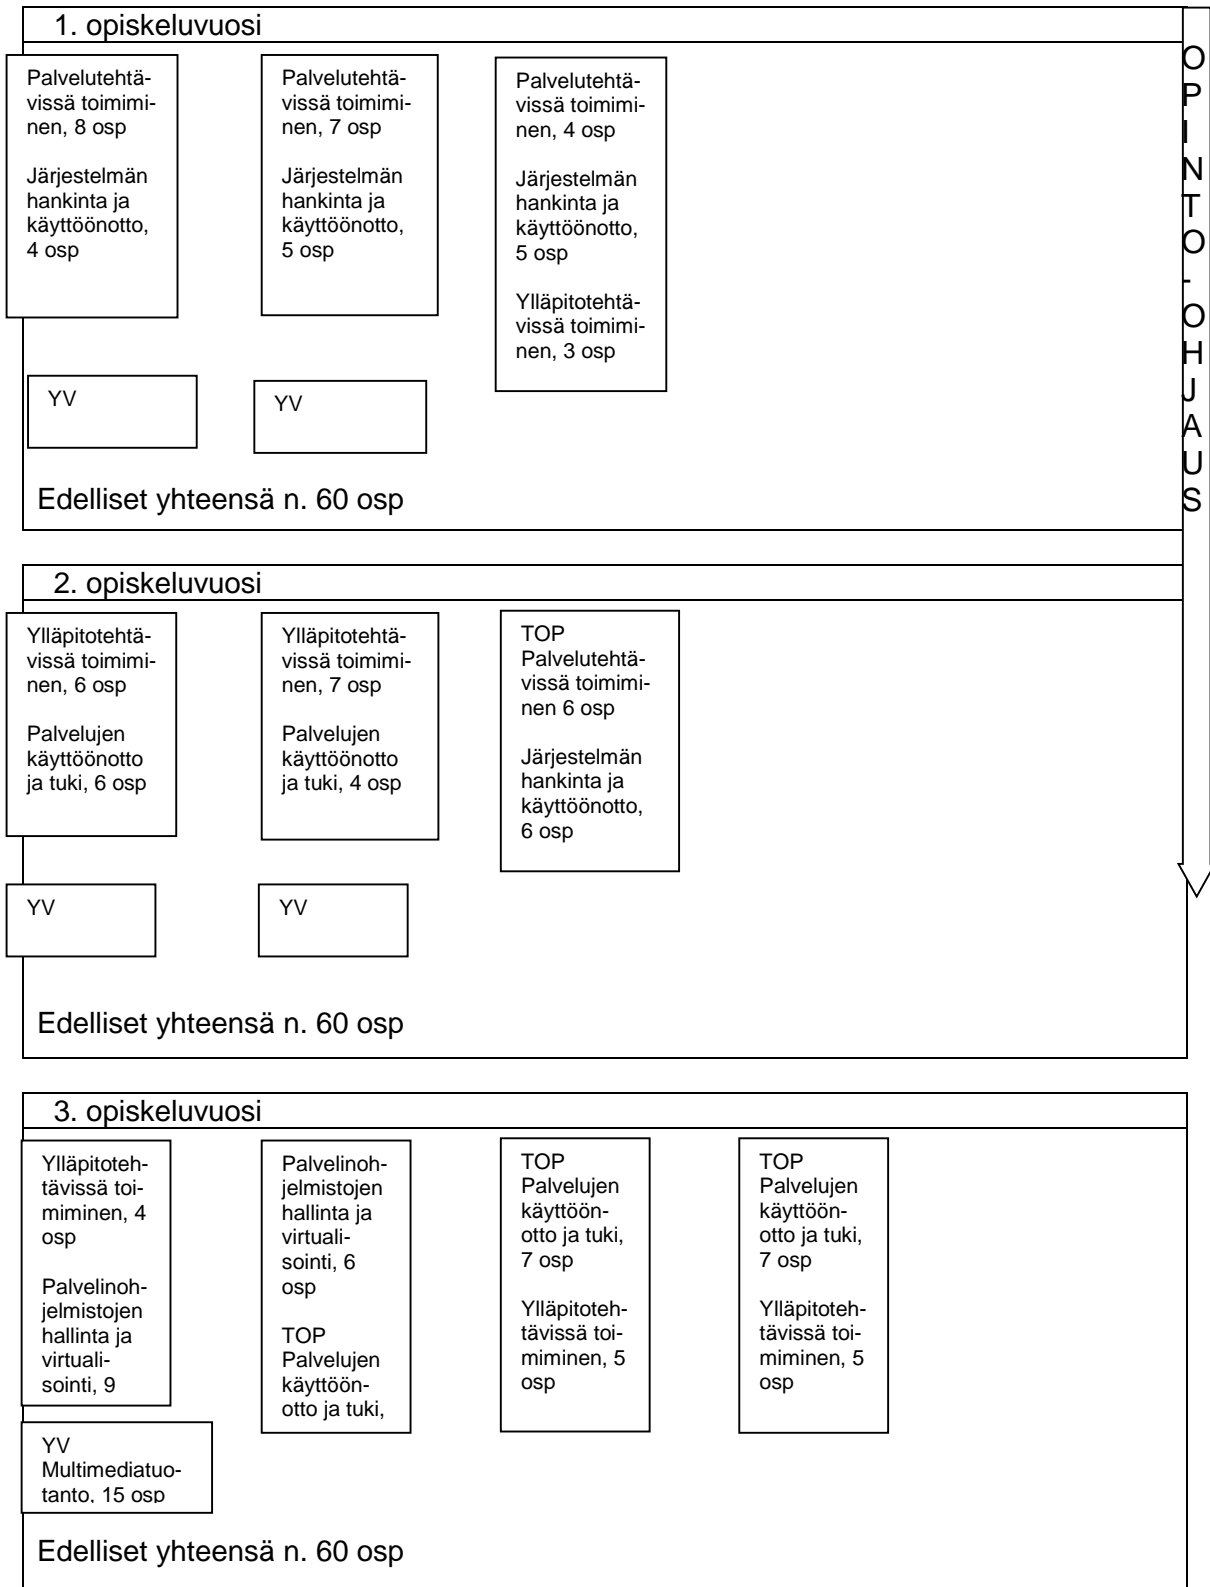 1. opiskeluvuosi
Palvelutehtä-
vissä toimimi-
nen, 8 osp
Järjestelmän
hankinta ja
käyttöönotto,
4 osp
Palvelutehtä-
vissä toimimi-
nen, 7 osp
Järjestelmän
hankinta ja
käyttöönotto,
5 osp
Palvelutehtä-
vissä toimimi-
nen, 4 osp
Järjestelmän
hankinta ja
käyttöönotto,
5 osp
Ylläpitotehtä-
vissä toimimi-
nen, 3 osp
YV
YV
Edelliset yhteensä n. 60 osp
O
P
I
N
T
O
-
O
H
J
A
U
S
2. opiskeluvuosi
Ylläpitotehtä-
vissä toimimi-
nen, 6 osp
Palvelujen
käyttöönotto
ja tuki, 6 osp
Ylläpitotehtä-
vissä toimimi-
nen, 7 osp
Palvelujen
käyttöönotto
ja tuki, 4 osp
TOP
Palvelutehtä-
vissä toimimi-
nen 6 osp
Järjestelmän
hankinta ja
käyttöönotto,
6 osp
YV
YV
Edelliset yhteensä n. 60 osp
3. opiskeluvuosi
Ylläpitoteh-
tävissä toi-
miminen, 4
osp
Palvelinoh-
jelmistojen
hallinta ja
virtuali-
sointi, 9
Palvelinoh-
jelmistojen
hallinta ja
virtuali-
sointi, 6
osp
TOP
Palvelujen
käyttöön-
otto ja tuki,
TOP
Palvelujen
käyttöön-
otto ja tuki,
7 osp
Ylläpitoteh-
tävissä toi-
miminen, 5
osp
TOP
Palvelujen
käyttöön-
otto ja tuki,
7 osp
Ylläpitoteh-
tävissä toi-
miminen, 5
osp
YV
Multimediatuo-
tanto, 15 osp
Edelliset yhteensä n. 60 osp